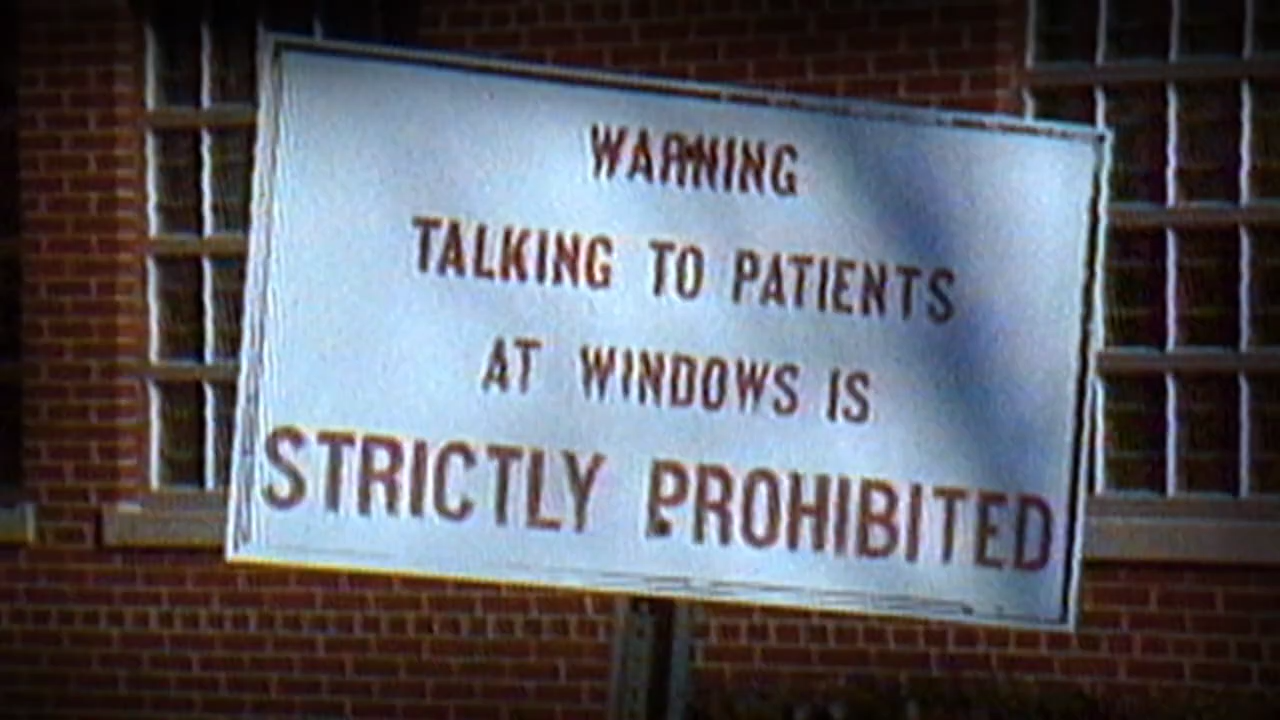 WARNING
TALKING TO PATIENTS
AT WINDOWS IS
STRICTLY PROHIBITED